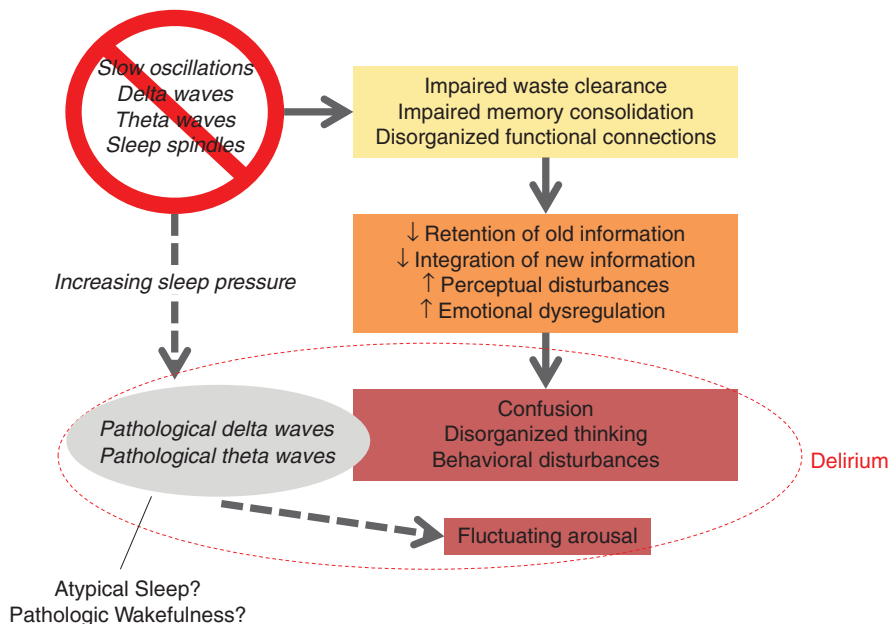 Slow oscillations
Delta waves
Theta waves
Sleep spindles
Impaired waste clearance
Impaired memory consolidation
Disorganized functional connections
Increasing sleep pressure
↓ Retention of old information
↓ Integration of new information
↑ Perceptual disturbances
↑ Emotional dysregulation
Pathological delta waves
Pathological theta waves
Confusion
Disorganized thinking
Behavioral disturbances
Delirium
Fluctuating arousal
Atypical Sleep?
Pathologic Wakefulness?